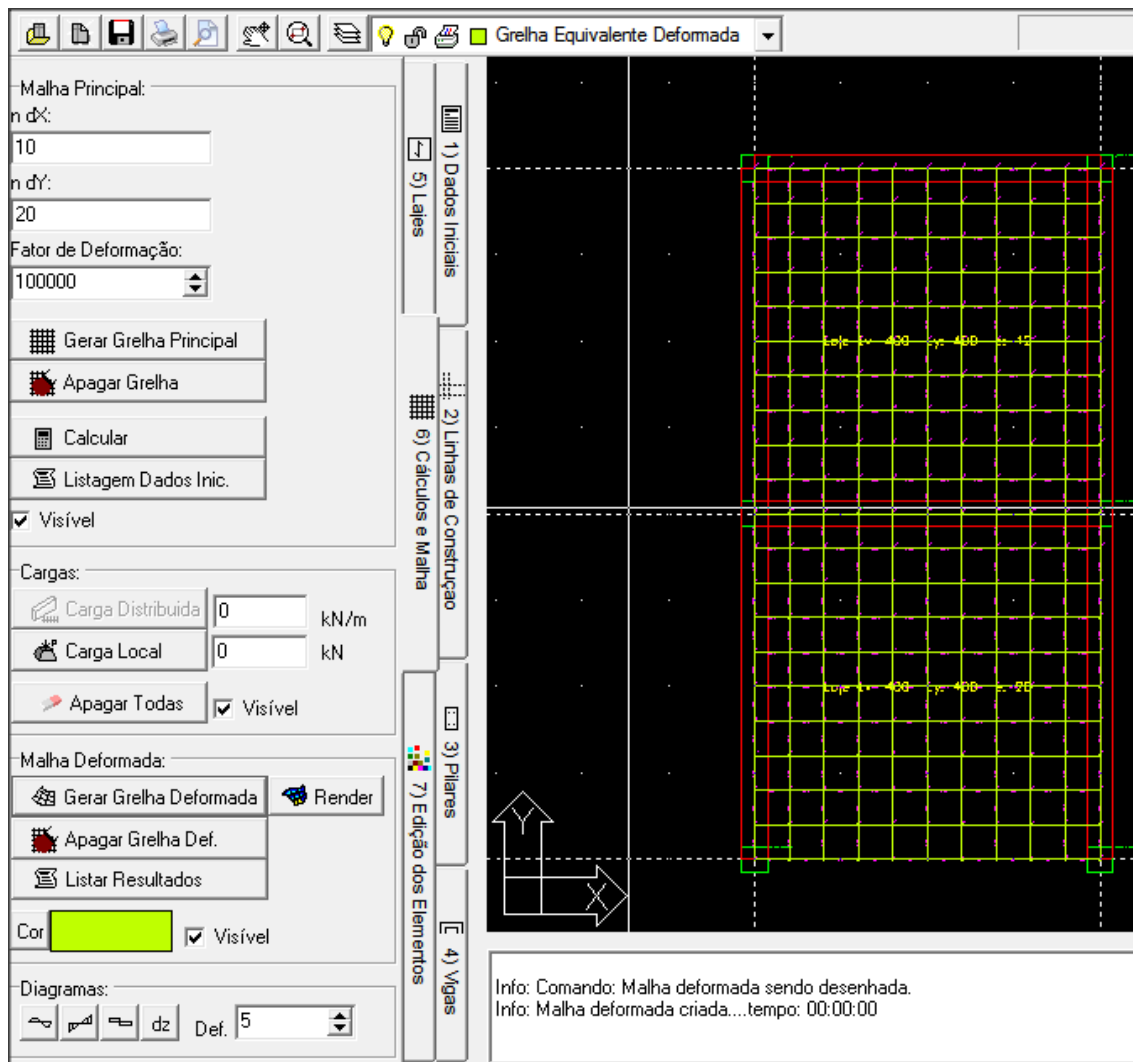 Grelha Equivalente Deformada
Malha Principal:
n dX:
10
n dY:
20
Fator de Deformação:
100000
Gerar Grelha Principal
Apagar Grelha
Calcular
Listagem Dados Inic.
Visível
Cargas:
Carga Distribuida 0 kN/m
Carga Local 0 kN
Apagar Todas Visível
Malha Deformada:
Gerar Grelha Deformada Render
Apagar Grelha Def.
Listar Resultados
Cor Visível
Diagramas:
dz Def. 5
5) Lajes
6) Cálculos e Malha
7) Edição dos Elementos
1) Dados Iniciais
2) Linhas de Construçao
3) Pilares
4) Vigas
Y
X
Info: Comando: Malha deformada sendo desenhada.
Info: Malha deformada criada....tempo: 00:00:00